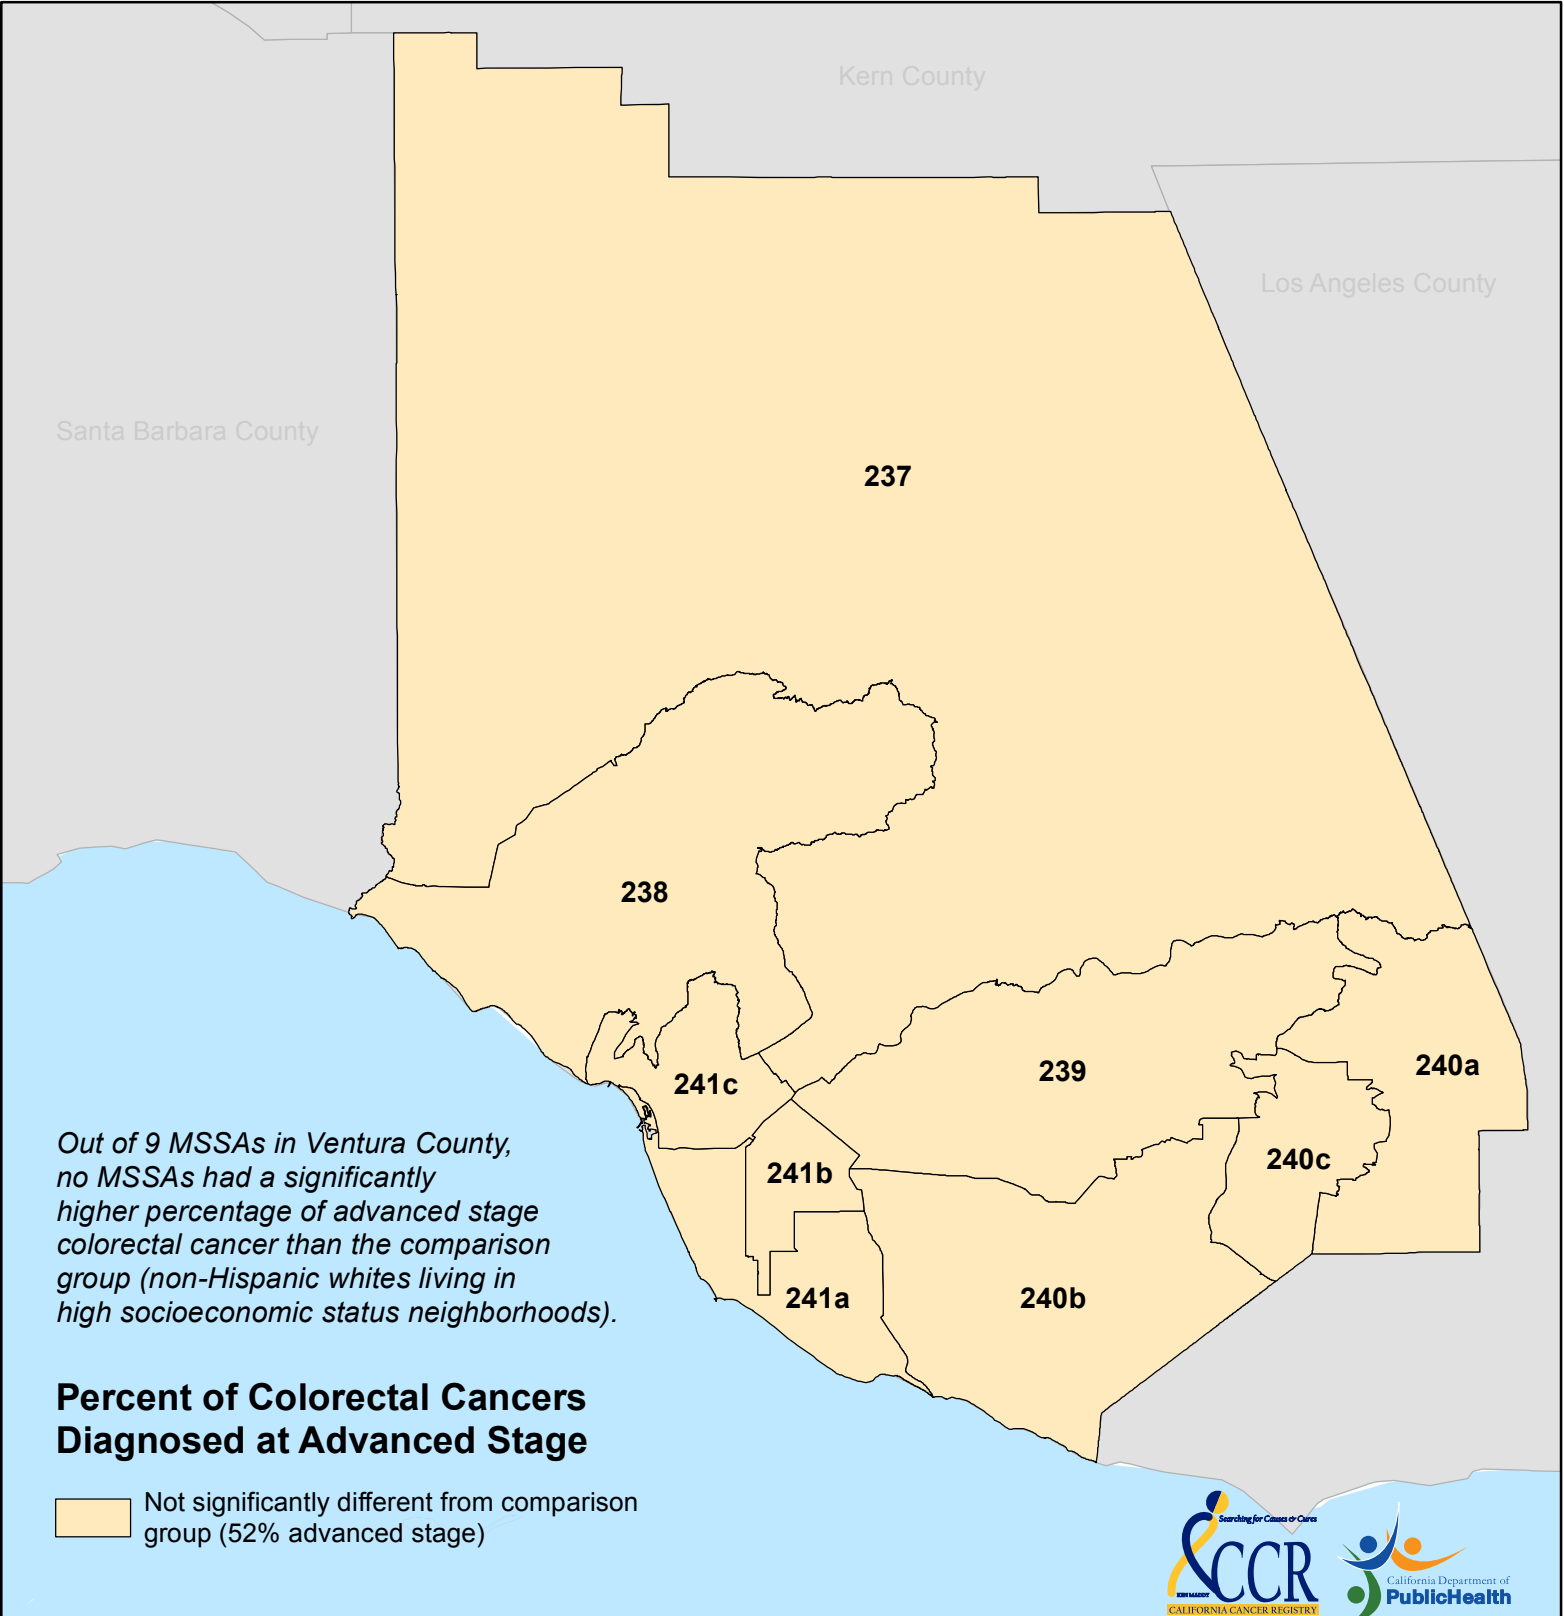 Kern County
Los Angeles County
Santa Barbara County
237
238
239
240a
241c
240c
241b
241a
240b
Out of 9 MSSAs in Ventura County,
no MSSAs had a significantly
higher percentage of advanced stage
colorectal cancer than the comparison
group (non-Hispanic whites living in
high socioeconomic status neighborhoods).
Percent of Colorectal Cancers
Diagnosed at Advanced Stage
Not significantly different from comparison
group (52% advanced stage)
Searching for Causes & Cures
CCR
KEN MADDY
CALIFORNIA CANCER REGISTRY
California Department of
PublicHealth